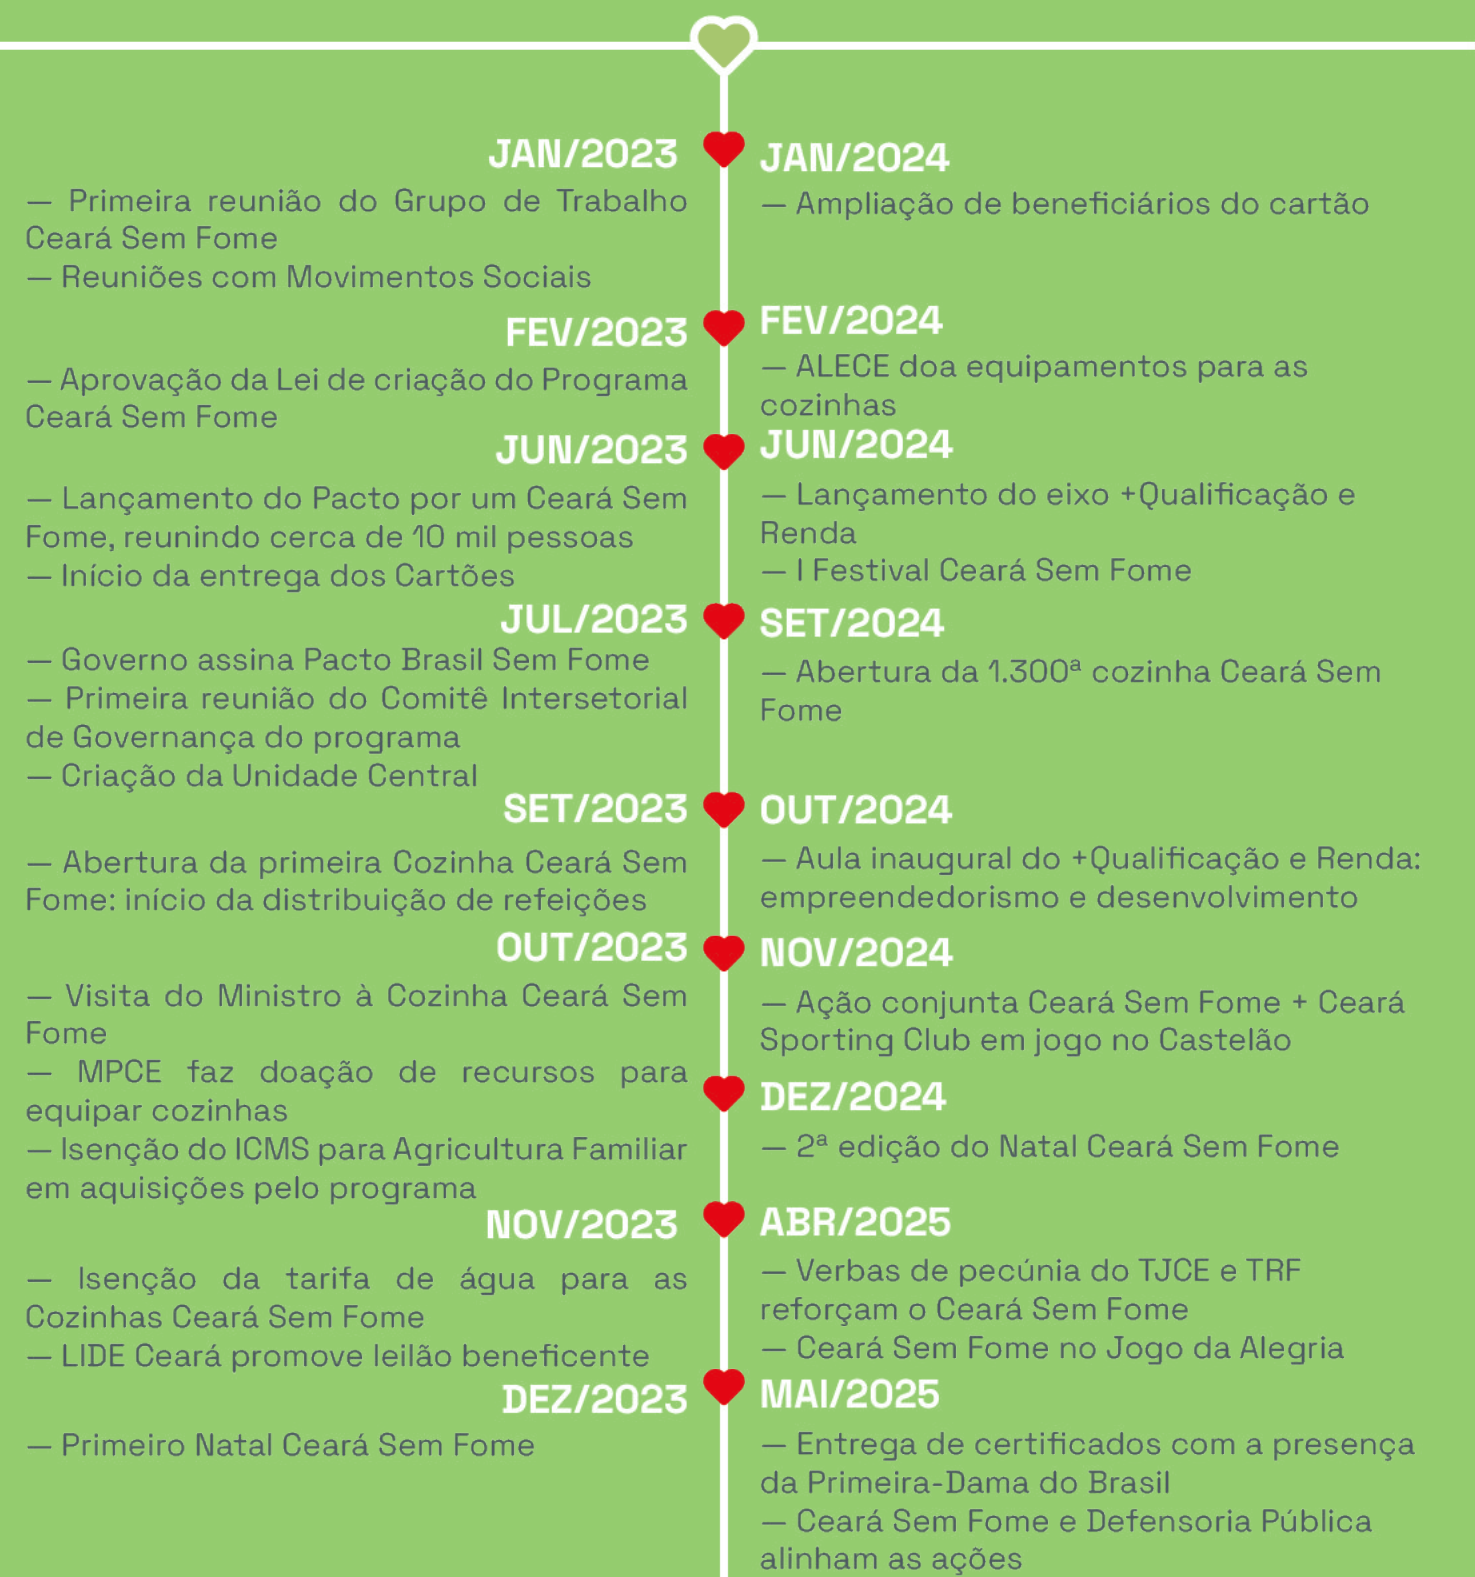 JAN/2023
— Primeira reunião do Grupo de Trabalho
Ceará Sem Fome
— Reuniões com Movimentos Sociais
FEV/2023
— Aprovação da Lei de criação do Programa
Ceará Sem Fome
JUN/2023
— Lançamento do Pacto por um Ceará Sem
Fome, reunindo cerca de 10 mil pessoas
— Início da entrega dos Cartões
JUL/2023
— Governo assina Pacto Brasil Sem Fome
— Primeira reunião do Comitê Intersetorial
de Governança do programa
— Criação da Unidade Central
SET/2023
— Abertura da primeira Cozinha Ceará Sem
Fome: início da distribuição de refeições
OUT/2023
— Visita do Ministro à Cozinha Ceará Sem
Fome
— MPCE faz doação de recursos para
equipar cozinhas
— Isenção do ICMS para Agricultura Familiar
em aquisições pelo programa
NOV/2023
— Isenção da tarifa de água para as
Cozinhas Ceará Sem Fome
— LIDE Ceará promove leilão beneficente
DEZ/2023
— Primeiro Natal Ceará Sem Fome
JAN/2024
— Ampliação de beneficiários do cartão
FEV/2024
— ALECE doa equipamentos para as
cozinhas
JUN/2024
— Lançamento do eixo +Qualificação e
Renda
— I Festival Ceará Sem Fome
SET/2024
— Abertura da 1.300ª cozinha Ceará Sem
Fome
OUT/2024
— Aula inaugural do +Qualificação e Renda:
empreendedorismo e desenvolvimento
NOV/2024
— Ação conjunta Ceará Sem Fome + Ceará
Sporting Club em jogo no Castelão
DEZ/2024
— 2ª edição do Natal Ceará Sem Fome
ABR/2025
— Verbas de pecúnia do TJCE e TRF
reforçam o Ceará Sem Fome
— Ceará Sem Fome no Jogo da Alegria
MAI/2025
— Entrega de certificados com a presença
da Primeira-Dama do Brasil
— Ceará Sem Fome e Defensoria Pública
alinham as ações